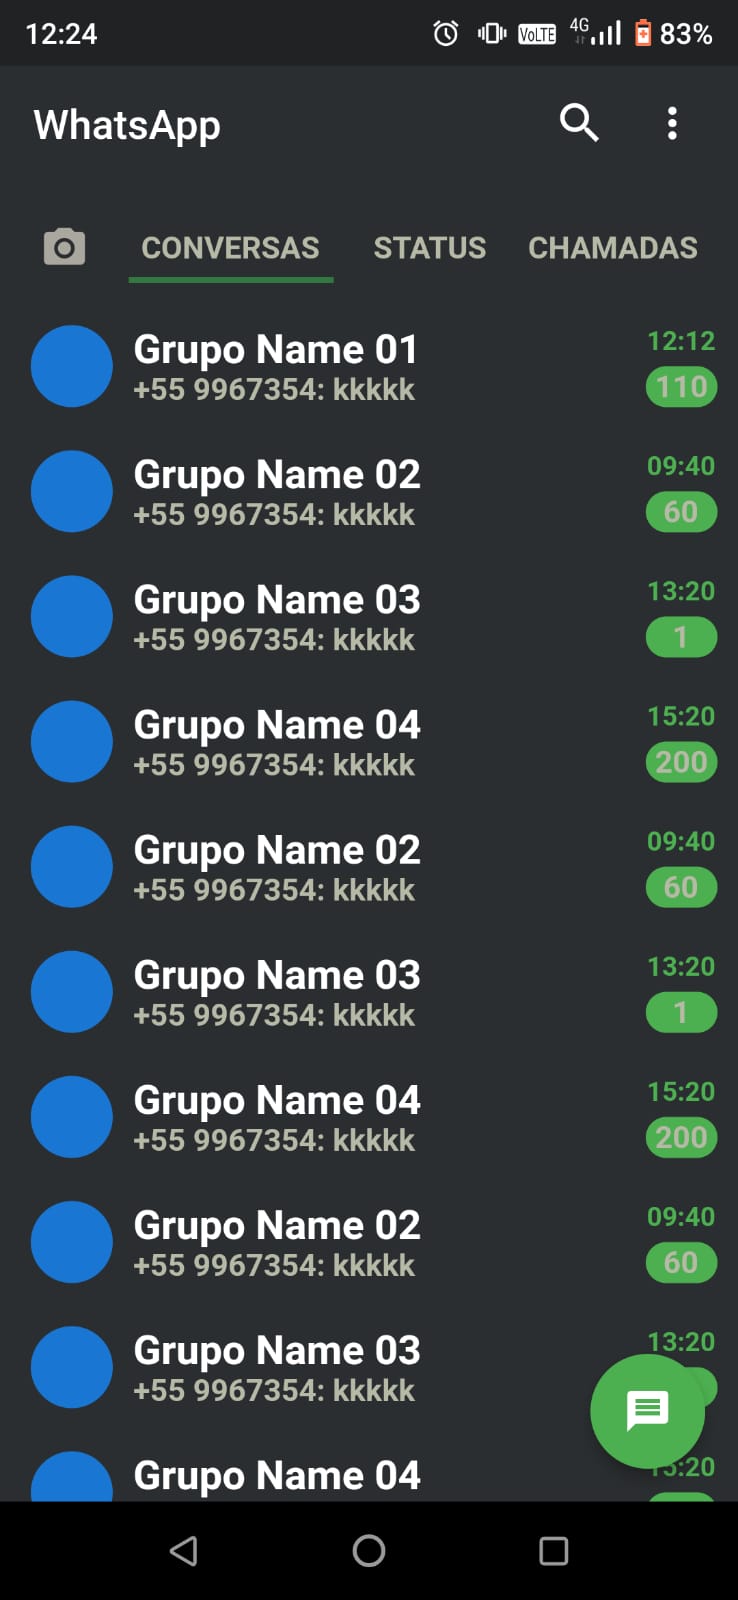 12:24 VoLTE 4G 83%
WhatsApp
CONVERSAS STATUS CHAMADAS
Grupo Name 01 12:12
+55 9967354: kkkkk 110
Grupo Name 02 09:40
+55 9967354: kkkkk 60
Grupo Name 03 13:20
+55 9967354: kkkkk 1
Grupo Name 04 15:20
+55 9967354: kkkkk 200
Grupo Name 02 09:40
+55 9967354: kkkkk 60
Grupo Name 03 13:20
+55 9967354: kkkkk 1
Grupo Name 04 15:20
+55 9967354: kkkkk 200
Grupo Name 02 09:40
+55 9967354: kkkkk 60
Grupo Name 03 13:20
+55 9967354: kkkkk
Grupo Name 04